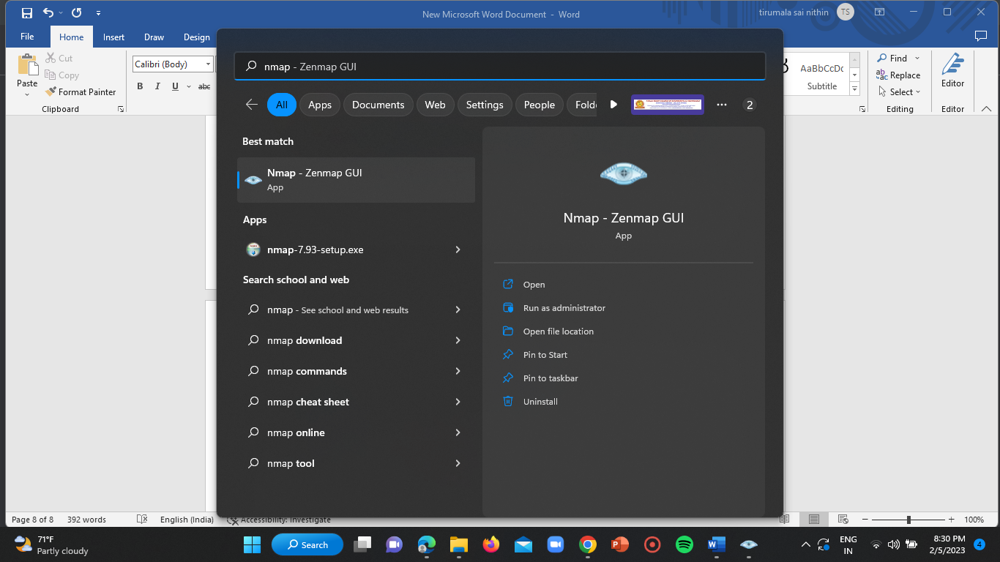 New Microsoft Word Document - Word
tirumala sai nithin
TS
File
Home
Insert
Draw
Design
nmap - Zenmap GUI
Paste
Cut
Copy
Format Painter
Clipboard
Calibri (Body)
B I U abc
AaBbCcDc
Subtitle
Find
Replace
Select
Editing
Editor
Editor
All
Apps
Documents
Web
Settings
People
Folde
2
Best match
Nmap - Zenmap GUI
App
Apps
nmap-7.93-setup.exe
Search school and web
nmap - See school and web results
nmap download
nmap commands
nmap cheat sheet
nmap online
nmap tool
Nmap - Zenmap GUI
App
Open
Run as administrator
Open file location
Pin to Start
Pin to taskbar
Uninstall
Page 8 of 8
392 words
English (India)
Accessibility: Investigate
100%
71°F
Partly cloudy
Search
ENG
IN
8:30 PM
2/5/2023
4